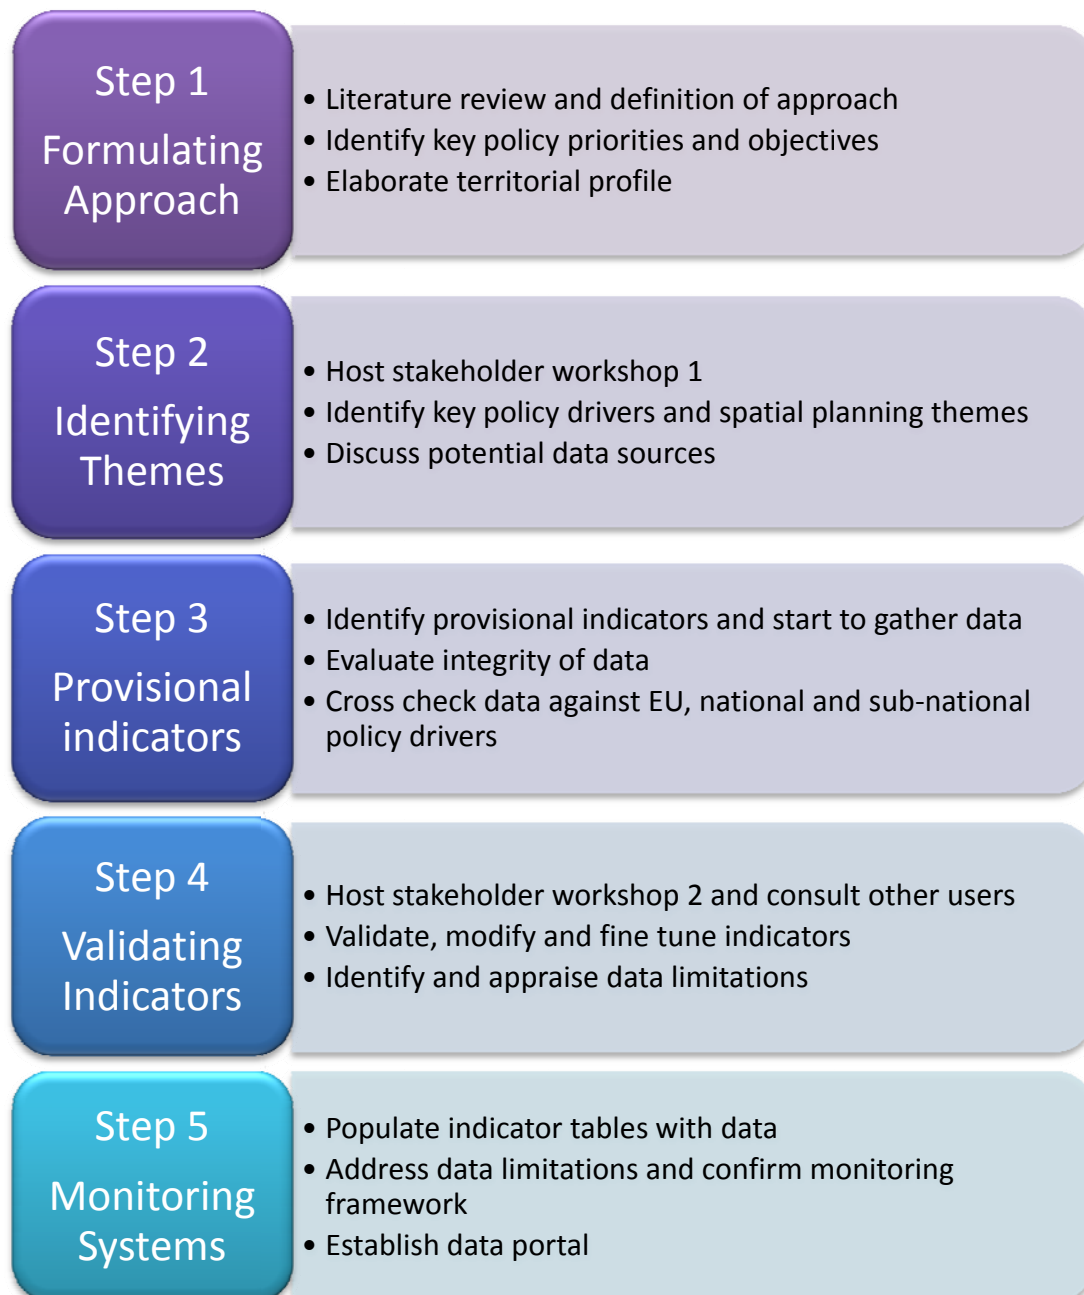 Step 1
Formulating
Approach
• Literature review and definition of approach
• Identify key policy priorities and objectives
• Elaborate territorial profile
Step 2
Identifying
Themes
• Host stakeholder workshop 1
• Identify key policy drivers and spatial planning themes
• Discuss potential data sources
Step 3
Provisional
indicators
• Identify provisional indicators and start to gather data
• Evaluate integrity of data
• Cross check data against EU, national and sub-national
policy drivers
Step 4
Validating
Indicators
• Host stakeholder workshop 2 and consult other users
• Validate, modify and fine tune indicators
• Identify and appraise data limitations
Step 5
Monitoring
Systems
• Populate indicator tables with data
• Address data limitations and confirm monitoring
framework
• Establish data portal